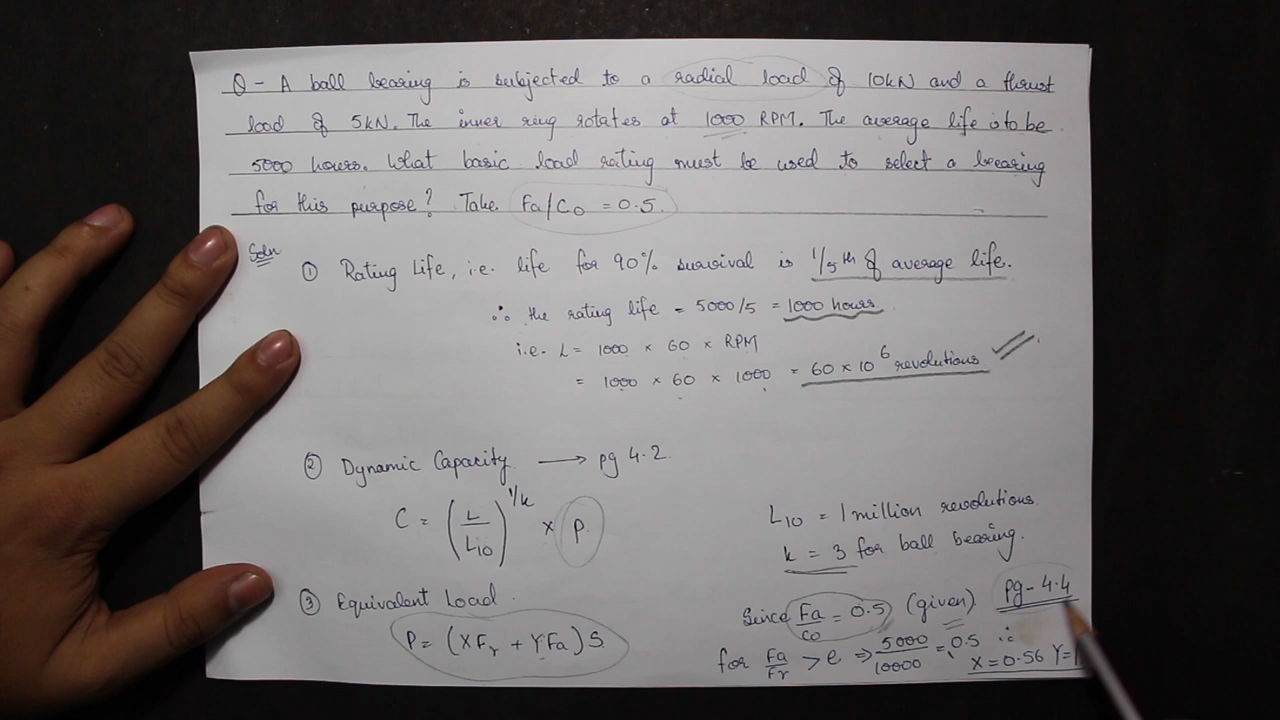 Q - A ball bearing is subjected to a radial load of 10kN and a thrust
load of 5kN. The inner ring rotates at 1000 RPM. The average life is to be
5000 hours. What basic load rating must be used to select a bearing
for this purpose? Take Fa/Co = 0.5.
Soln
① Rating Life, i.e. life for 90% survival is 1/5th of average life.
∴ the rating life = 5000/5 = 1000 hours
i.e. L = 1000 × 60 × RPM
= 1000 × 60 × 1000 = 60 × 10^6 revolutions
② Dynamic Capacity → pg 4.2
C = (L/L10)^1/k × P.
L10 = 1 million revolutions
k = 3 for ball bearing.
③ Equivalent Load
P = (XFr + YFa) S
Since Fa/Co = 0.5 (given) pg - 4.4
for Fa/Fr > e ⇒ 5000/10000 = 0.5
X = 0.56 Y =